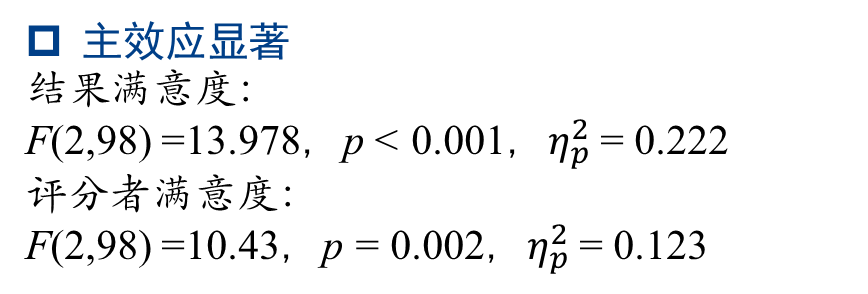 主效应显著
结果满意度：
F(2,98) =13.978，p < 0.001，η²ₚ = 0.222
评分者满意度：
F(2,98) =10.43，p = 0.002，η²ₚ = 0.123